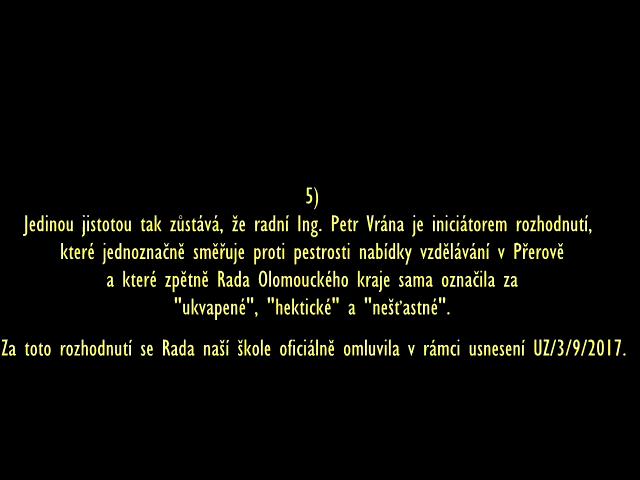 5)
Jedinou jistotou tak zůstává, že radní Ing. Petr Vrána je iniciátorem rozhodnutí,
které jednoznačně směřuje proti pestrosti nabídky vzdělávání v Přerově
a které zpětně Rada Olomouckého kraje sama označila za
"ukvapené", "hektické" a "nešťastné".
Za toto rozhodnutí se Rada naší škole oficiálně omluvila v rámci usnesení UZ/3/9/2017.